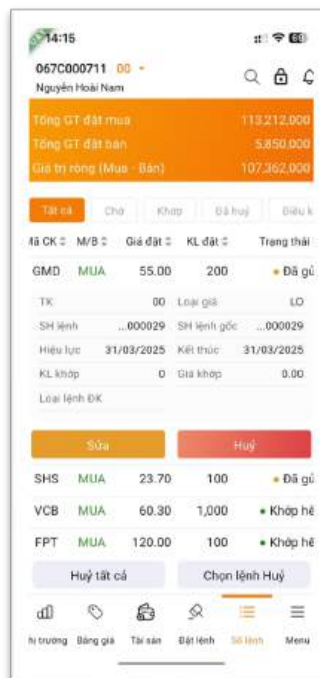 14:15
067C000711 00
Nguyễn Hoài Nam
Tổng GT đặt mua 113,212,000
Tổng GT đặt bán 5,850,000
Giá trị ròng (Mua - Bán) 107,362,000
Tất cả Chờ Khớp Đã huỷ Điều k
Mã CK M/B Giá đặt KL đặt Trạng thái
GMD MUA 55.00 200 Đã gử
TK 00 Loại giá LO
SH lệnh ...000029 SH lệnh gốc ...000029
Hiệu lực 31/03/2025 Kết thúc 31/03/2025
KL khớp 0 Giá khớp 0.00
Loại lệnh ĐK
Sửa Huỷ
SHS MUA 23.70 100 Đã gử
VCB MUA 60.30 1,000 Khớp hế
FPT MUA 120.00 100 Khớp hế
Huỷ tất cả Chọn lệnh Huỷ
hị trường Bảng giá Tài sản Đặt lệnh Sổ lệnh Menu